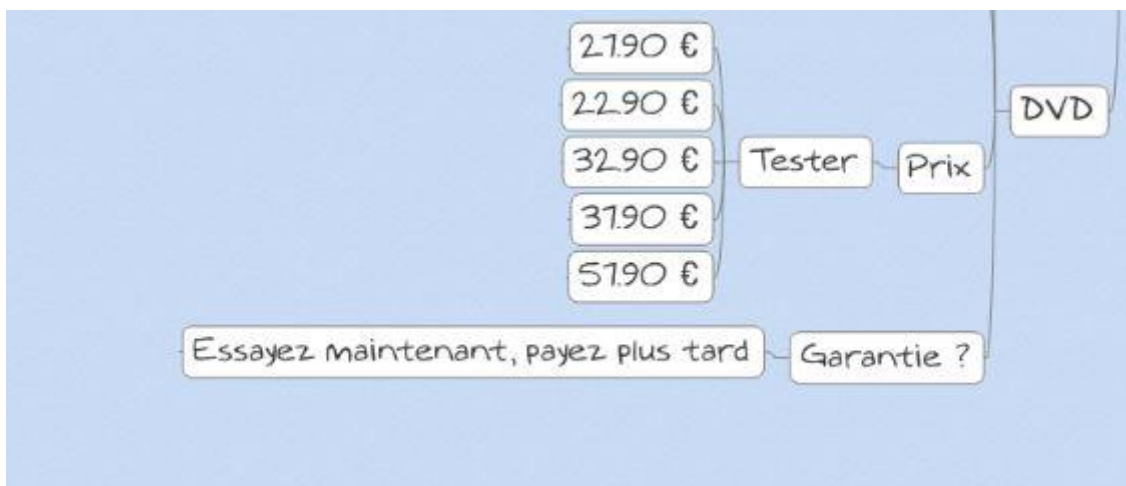 27.90 €
22.90 €
32.90 €
37.90 €
57.90 €
Tester
Prix
DVD
Essayez maintenant, payez plus tard
Garantie ?